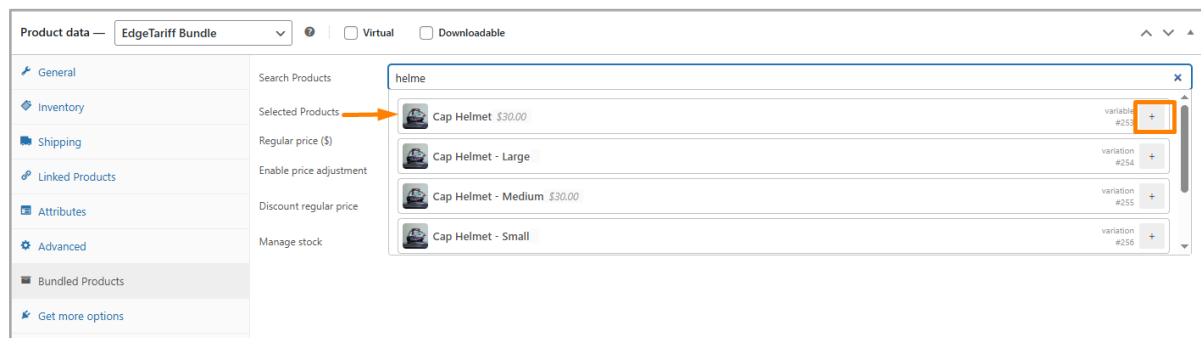 Product data — EdgeTariff Bundle ? Virtual Downloadable
General
Inventory
Shipping
Linked Products
Attributes
Advanced
Bundled Products
Get more options
Search Products helme ×
Selected Products
Regular price ($)
Enable price adjustment
Discount regular price
Manage stock
Cap Helmet $30.00 variable #253 +
Cap Helmet - Large variation #254 +
Cap Helmet - Medium $30.00 variation #255 +
Cap Helmet - Small variation #256 +